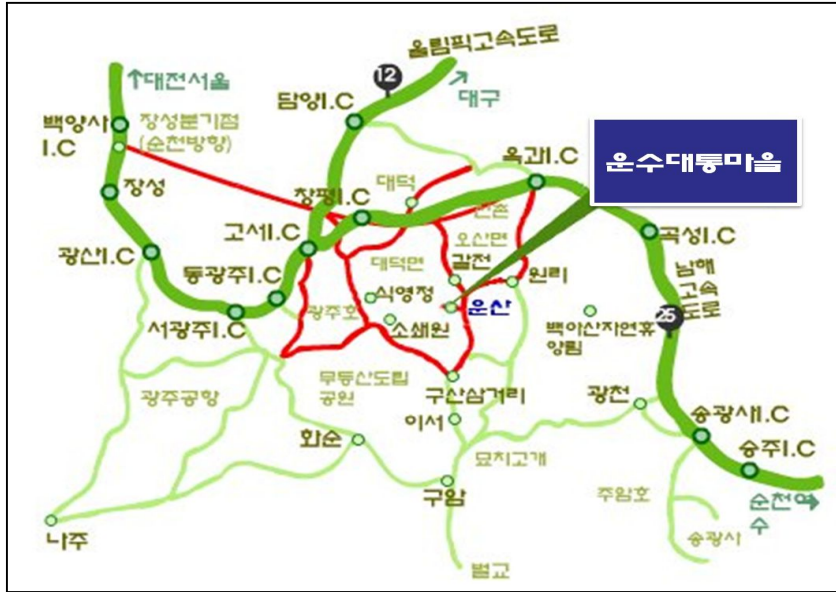 올림픽고속도로
12
↑대전서울
대구
담양I.C
백양사
I.C
장성분기점
(순천방향)
옥과I.C
운수대통마을
대덕
장성
창평I.C
고세I.C
오산면
곡성I.C
광산I.C
대덕면
갈전
남해
고속
도로
동광주I.C
식영정
원리
광주호
운산
25
서광주I.C
소쇄원
백아산자연휴
양림
무등산도립
공원
구산삼거리
광주공항
광천
이서
송광사I.C
화순
묘치고개
승주I.C
구암
주암호
순천여
수
나주
송광사
벌교